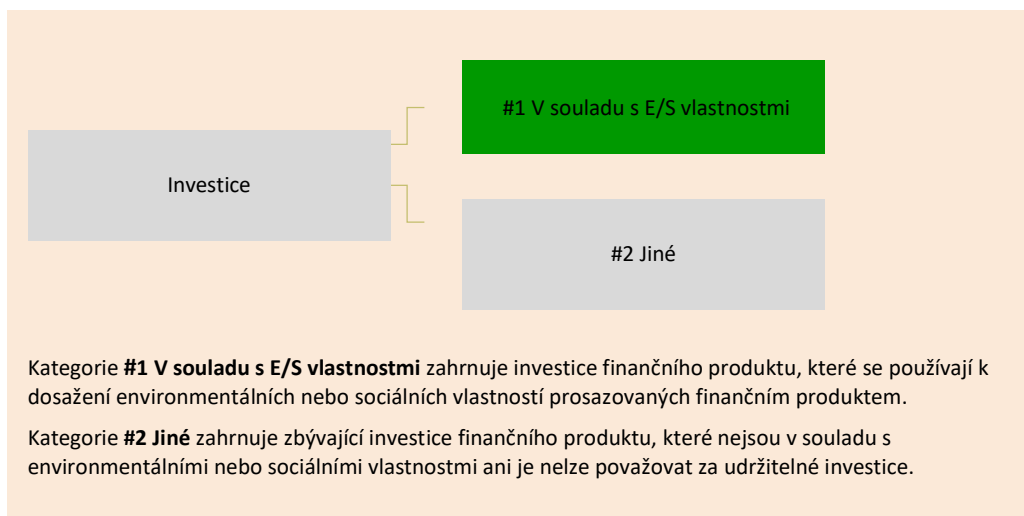 #1 V souladu s E/S vlastnostmi
Investice
#2 Jiné
Kategorie #1 V souladu s E/S vlastnostmi zahrnuje investice finančního produktu, které se používají k
dosažení environmentálních nebo sociálních vlastností prosazovaných finančním produktem.
Kategorie #2 Jiné zahrnuje zbývající investice finančního produktu, které nejsou v souladu s
environmentálními nebo sociálními vlastnostmi ani je nelze považovat za udržitelné investice.